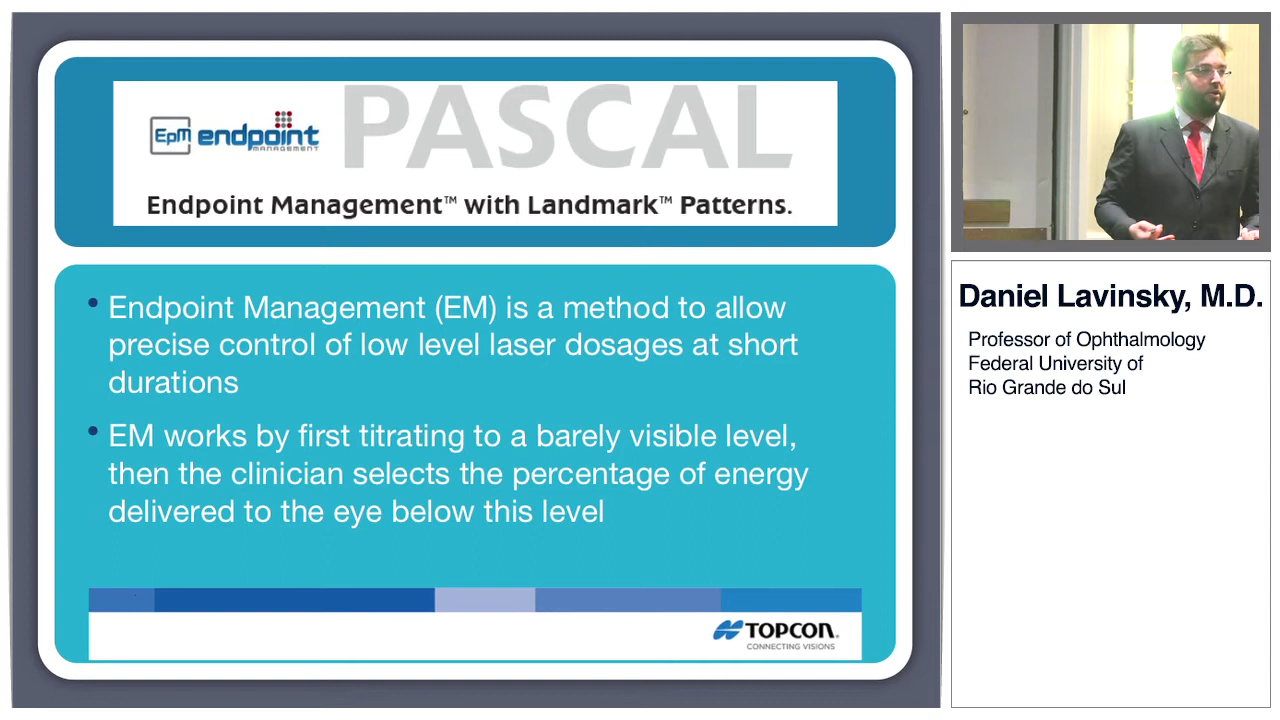 EpM endpoint
MANAGEMENT
PASCAL
Endpoint Management™ with Landmark™ Patterns.
• Endpoint Management (EM) is a method to allow
precise control of low level laser dosages at short
durations
• EM works by first titrating to a barely visible level,
then the clinician selects the percentage of energy
delivered to the eye below this level
TOPCON®
CONNECTING VISIONS
Daniel Lavinsky, M.D.
Professor of Ophthalmology
Federal University of
Rio Grande do Sul